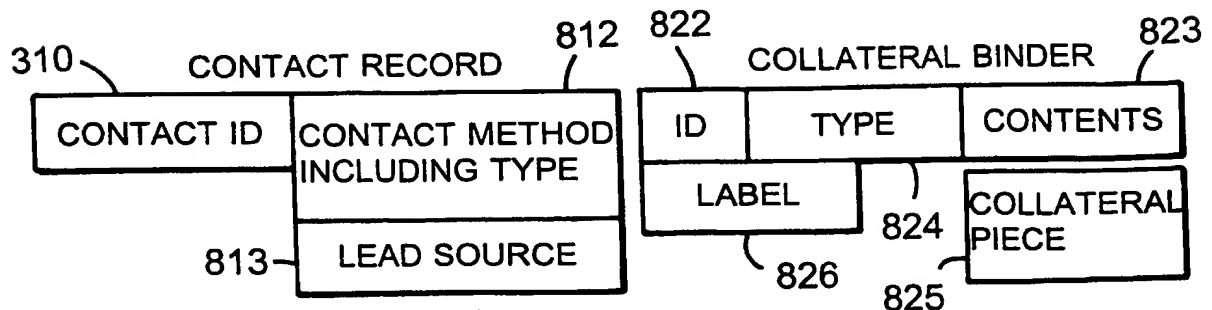 812
822
823
310
CONTACT RECORD
COLLATERAL BINDER
CONTACT ID
CONTACT METHOD
INCLUDING TYPE
ID
TYPE
CONTENTS
LABEL
824
COLLATERAL
PIECE
813
LEAD SOURCE
826
825